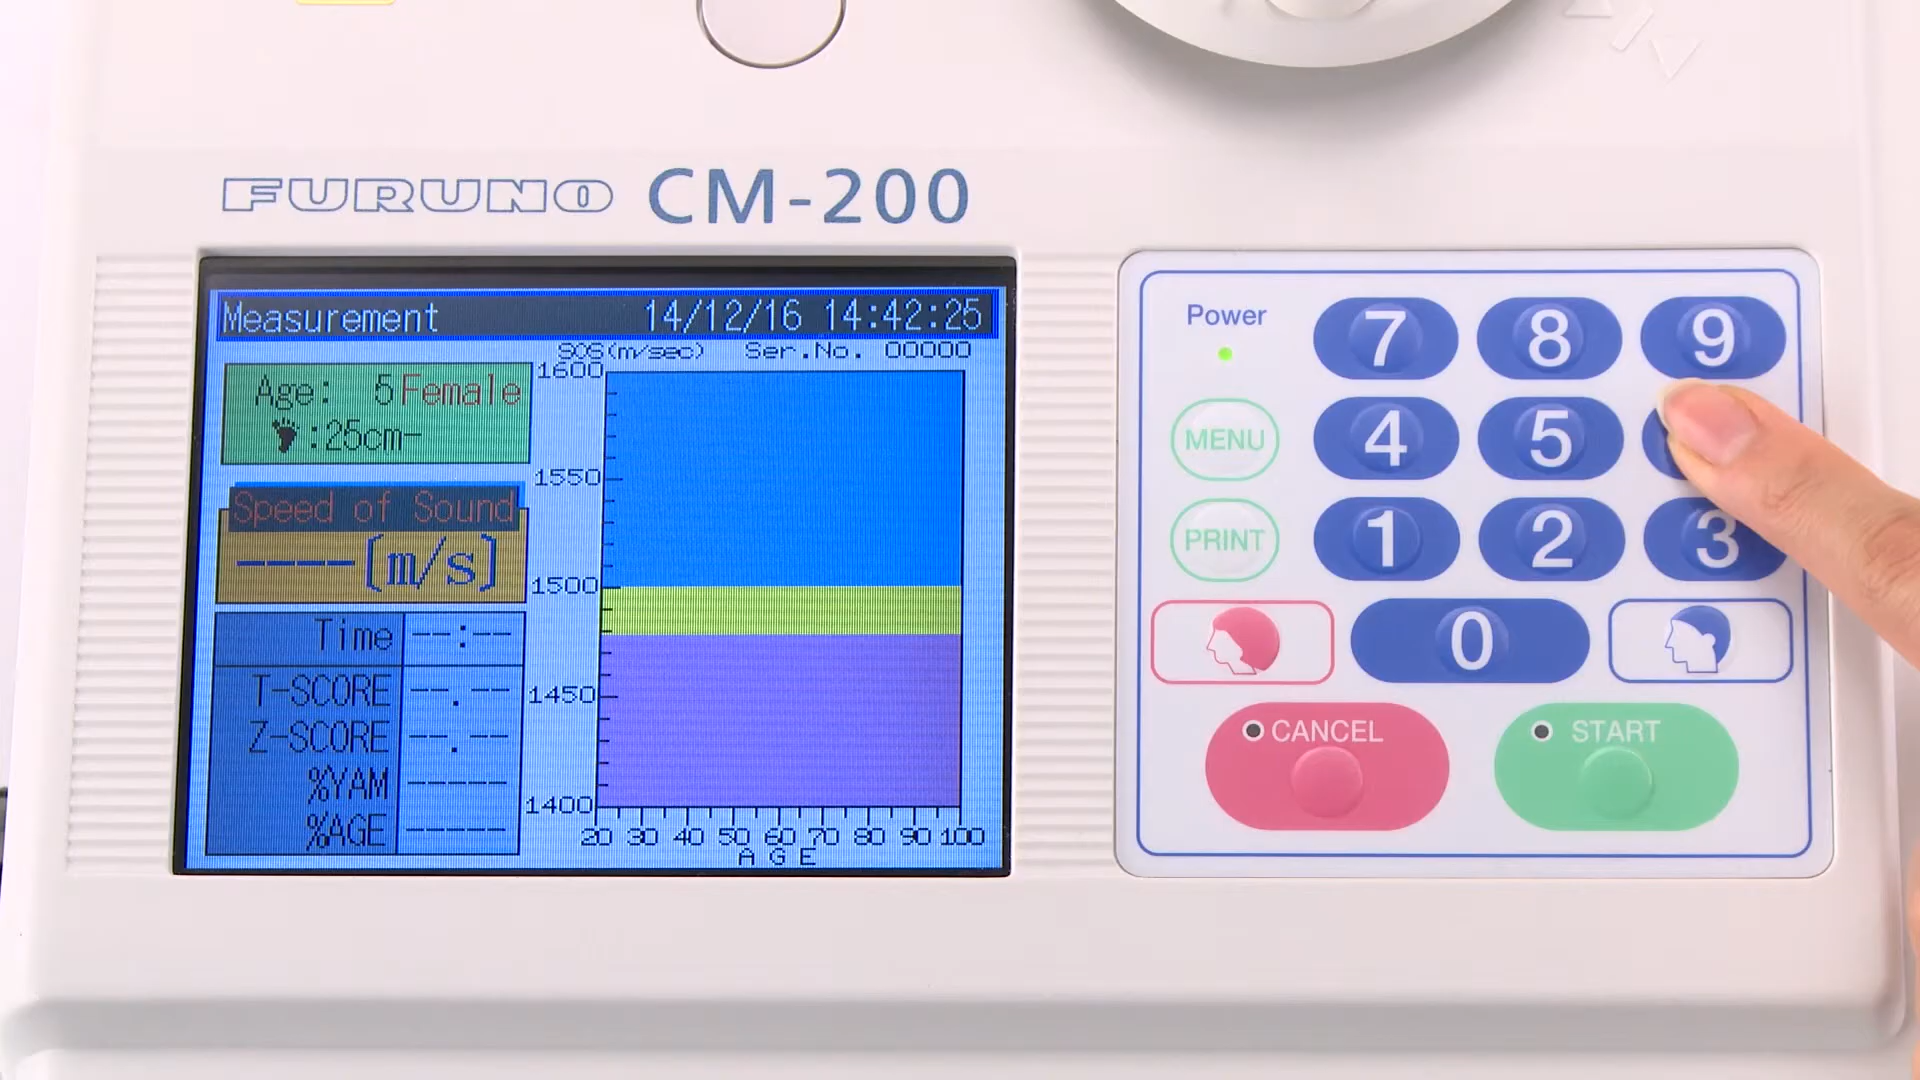 FURUNO CM-200
Measurement 14/12/16 14:42:25
SOS(m/sec) Ser.No. 00000
Age: 5 Female
:25cm-
Speed of Sound
----[m/s]
Time --:--
T-SCORE --.--
Z-SCORE --.--
%YAM -----
%AGE -----
1600
1550
1500
1450
1400
20 30 40 50 60 70 80 90 100
AGE
Power
7 8 9
MENU 4 5
PRINT 1 2 3
0
CANCEL START